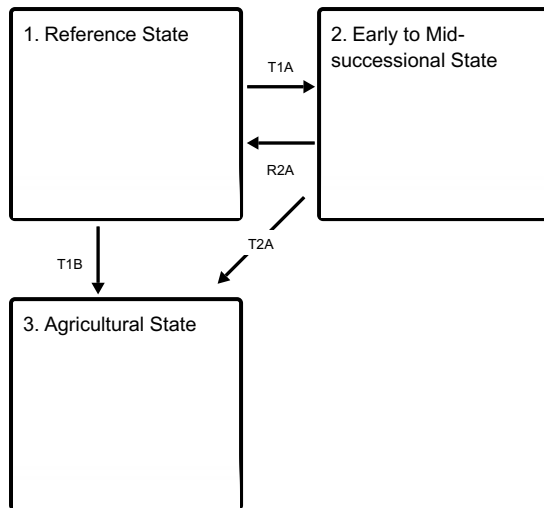 1. Reference State
2. Early to Mid-
successional State
T1A
R2A
T2A
T1B
3. Agricultural State